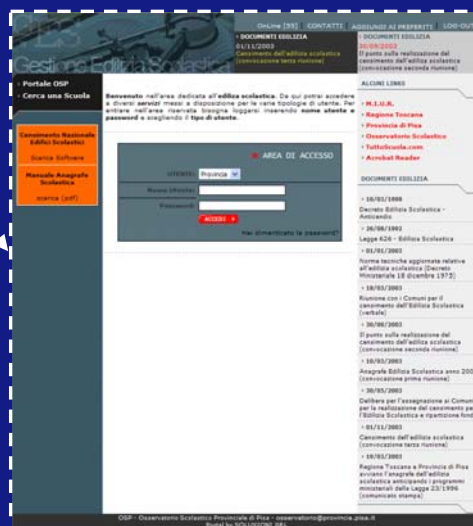 OnLine [55] CONTATTI AGGIUNGI AI PREFERITI LOG-OUT
Gestione Edilizia Scolastica
› DOCUMENTI EDILIZIA
01/11/2003
Censimento dell'edilizia scolastica
(convocazione terza riunione)
› DOCUMENTI EDILIZIA
30/09/2003
Il punto sulla realizzazione del
censimento dell'edilizia scolastica
(convocazione seconda riunione)
› Portale OSP
› Cerca una Scuola
Censimento Nazionale
Edifici Scolastici
Scarica Software
Manuale Anagrafe
Scolastica
scarica (pdf)
Benvenuto nell'area dedicata all'edilizia scolastica. Da qui potrai accedere
a diversi servizi messi a disposizione per le varie tipologie di utente. Per
entrare nell'area riservata bisogna loggarsi inserendo nome utente e
password e scegliendo il tipo di utente.
AREA DI ACCESSO
UTENTE: Provincia
Nome Utente:
Password:
ACCEDI
Hai dimenticato la password?
ALCUNI LINKS
› M.I.U.R.
› Regione Toscana
› Provincia di Pisa
› Osservatorio Scolastico
› TuttoScuola.com
› Acrobat Reader
DOCUMENTI EDILIZIA
› 10/03/1998
Decreto Edilizia Scolastica -
Antincendio
› 26/08/1992
Legge 626 - Edilizia Scolastica
› 01/01/2003
Norme tecniche aggiornate relative
all'edilizia scolastica (Decreto
Ministeriale 18 dicembre 1975)
› 18/03/2003
Riunione con i Comuni per il
censimento dell'Edilizia Scolastica
(verbale)
› 30/09/2003
Il punto sulla realizzazione del
censimento dell'edilizia scolastica
(convocazione seconda riunione)
› 10/03/2003
Anagrafe Edilizia Scolastica anno 200
(convocazione prima riunione)
› 30/05/2003
Delibera per l'assegnazione ai Comuni
per la realizzazione del censimento per
l'Edilizia Scolastica e ripartizione fond
› 01/11/2003
Censimento dell'edilizia scolastica
(convocazione terza riunione)
› 19/03/2003
Regione Toscana e Provincia di Pisa
avviano l'anagrafe dell'edilizia
scolastica anticipando i programmi
ministeriali della Legge 23/1996
(comunicato stampa)
OSP - Osservatorio Scolastico Provinciale di Pisa - osservatorio@provincia.pisa.it
Portal by SOLUZIONI SRL